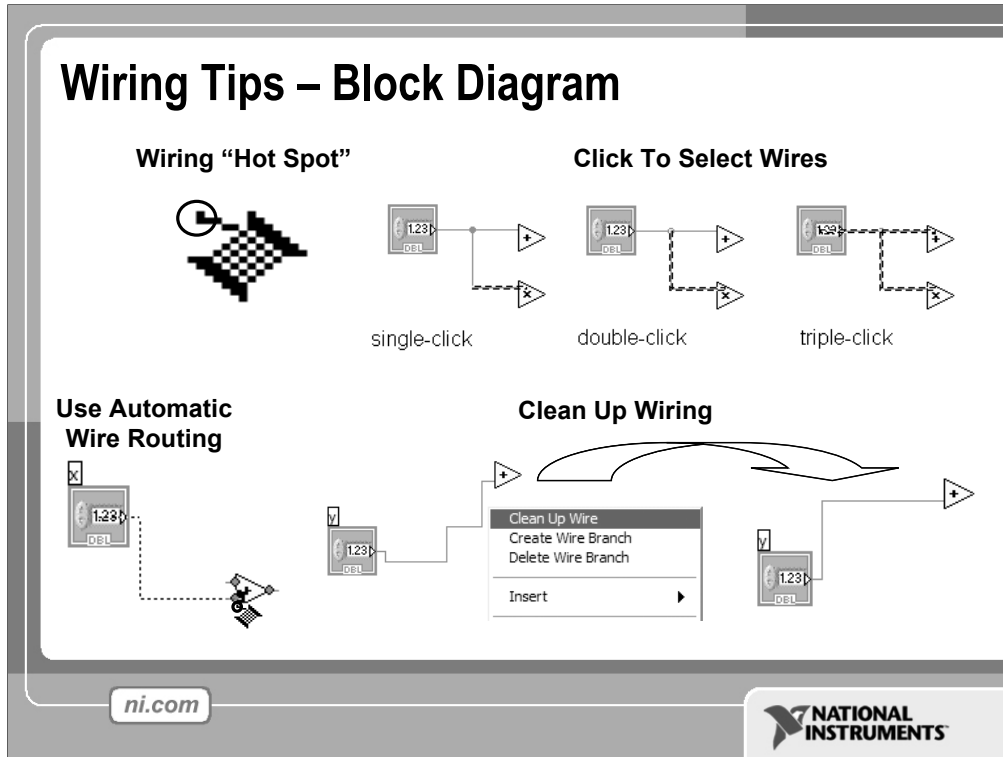 Wiring Tips – Block Diagram
Wiring “Hot Spot”
Click To Select Wires
1.23
DBL
+
x
single-click
1.23
DBL
+
x
double-click
1.23
DBL
+
x
triple-click
Use Automatic
Wire Routing
Clean Up Wiring
x
1.23
DBL
+
y
1.23
DBL
+
Clean Up Wire
Create Wire Branch
Delete Wire Branch
Insert
y
1.23
DBL
+
ni.com
NATIONAL
INSTRUMENTS